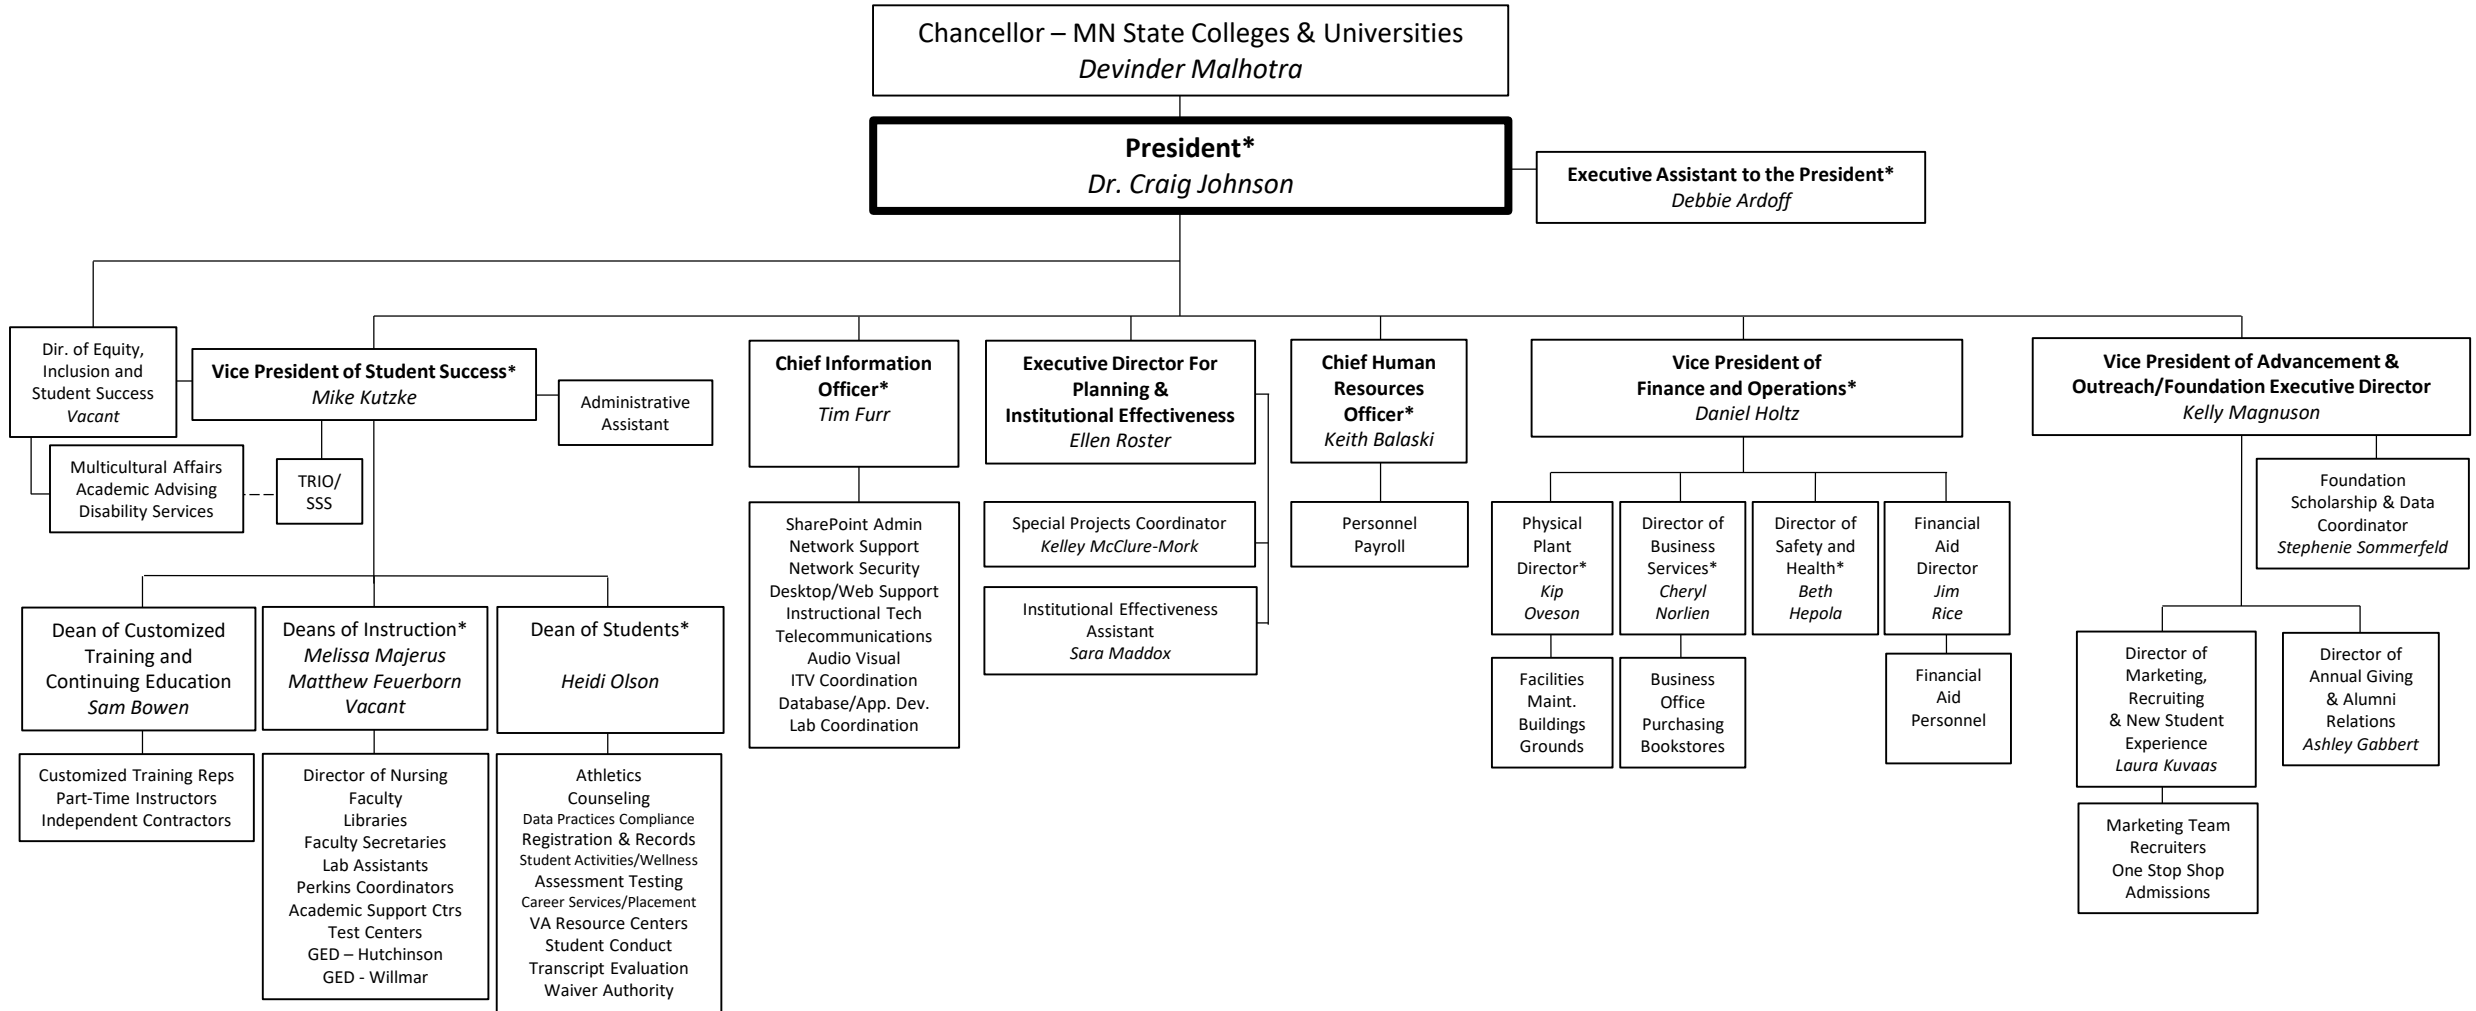 Chancellor – MN State Colleges & Universities
Devinder Malhotra
President*
Dr. Craig Johnson
Executive Assistant to the President*
Debbie Ardoff
Dir. of Equity,
Inclusion and
Student Success
Vacant
Multicultural Affairs
Academic Advising
Disability Services
Vice President of Student Success*
Mike Kutzke
Administrative
Assistant
TRIO/
SSS
Dean of Customized
Training and
Continuing Education
Sam Bowen
Customized Training Reps
Part-Time Instructors
Independent Contractors
Deans of Instruction*
Melissa Majerus
Matthew Feuerborn
Vacant
Director of Nursing
Faculty
Libraries
Faculty Secretaries
Lab Assistants
Perkins Coordinators
Academic Support Ctrs
Test Centers
GED – Hutchinson
GED - Willmar
Dean of Students*
Heidi Olson
Athletics
Counseling
Data Practices Compliance
Registration & Records
Student Activities/Wellness
Assessment Testing
Career Services/Placement
VA Resource Centers
Student Conduct
Transcript Evaluation
Waiver Authority
Chief Information
Officer*
Tim Furr
SharePoint Admin
Network Support
Network Security
Desktop/Web Support
Instructional Tech
Telecommunications
Audio Visual
ITV Coordination
Database/App. Dev.
Lab Coordination
Executive Director For
Planning &
Institutional Effectiveness
Ellen Roster
Special Projects Coordinator
Kelley McClure-Mork
Institutional Effectiveness
Assistant
Sara Maddox
Chief Human
Resources
Officer*
Keith Balaski
Personnel
Payroll
Vice President of
Finance and Operations*
Daniel Holtz
Physical
Plant
Director*
Kip
Oveson
Facilities
Maint.
Buildings
Grounds
Director of
Business
Services*
Cheryl
Norlien
Business
Office
Purchasing
Bookstores
Director of
Safety and
Health*
Beth
Hepola
Financial
Aid
Director
Jim
Rice
Financial
Aid
Personnel
Vice President of Advancement &
Outreach/Foundation Executive Director
Kelly Magnuson
Foundation
Scholarship & Data
Coordinator
Stephenie Sommerfeld
Director of
Marketing,
Recruiting
& New Student
Experience
Laura Kuvaas
Marketing Team
Recruiters
One Stop Shop
Admissions
Director of
Annual Giving
& Alumni
Relations
Ashley Gabbert